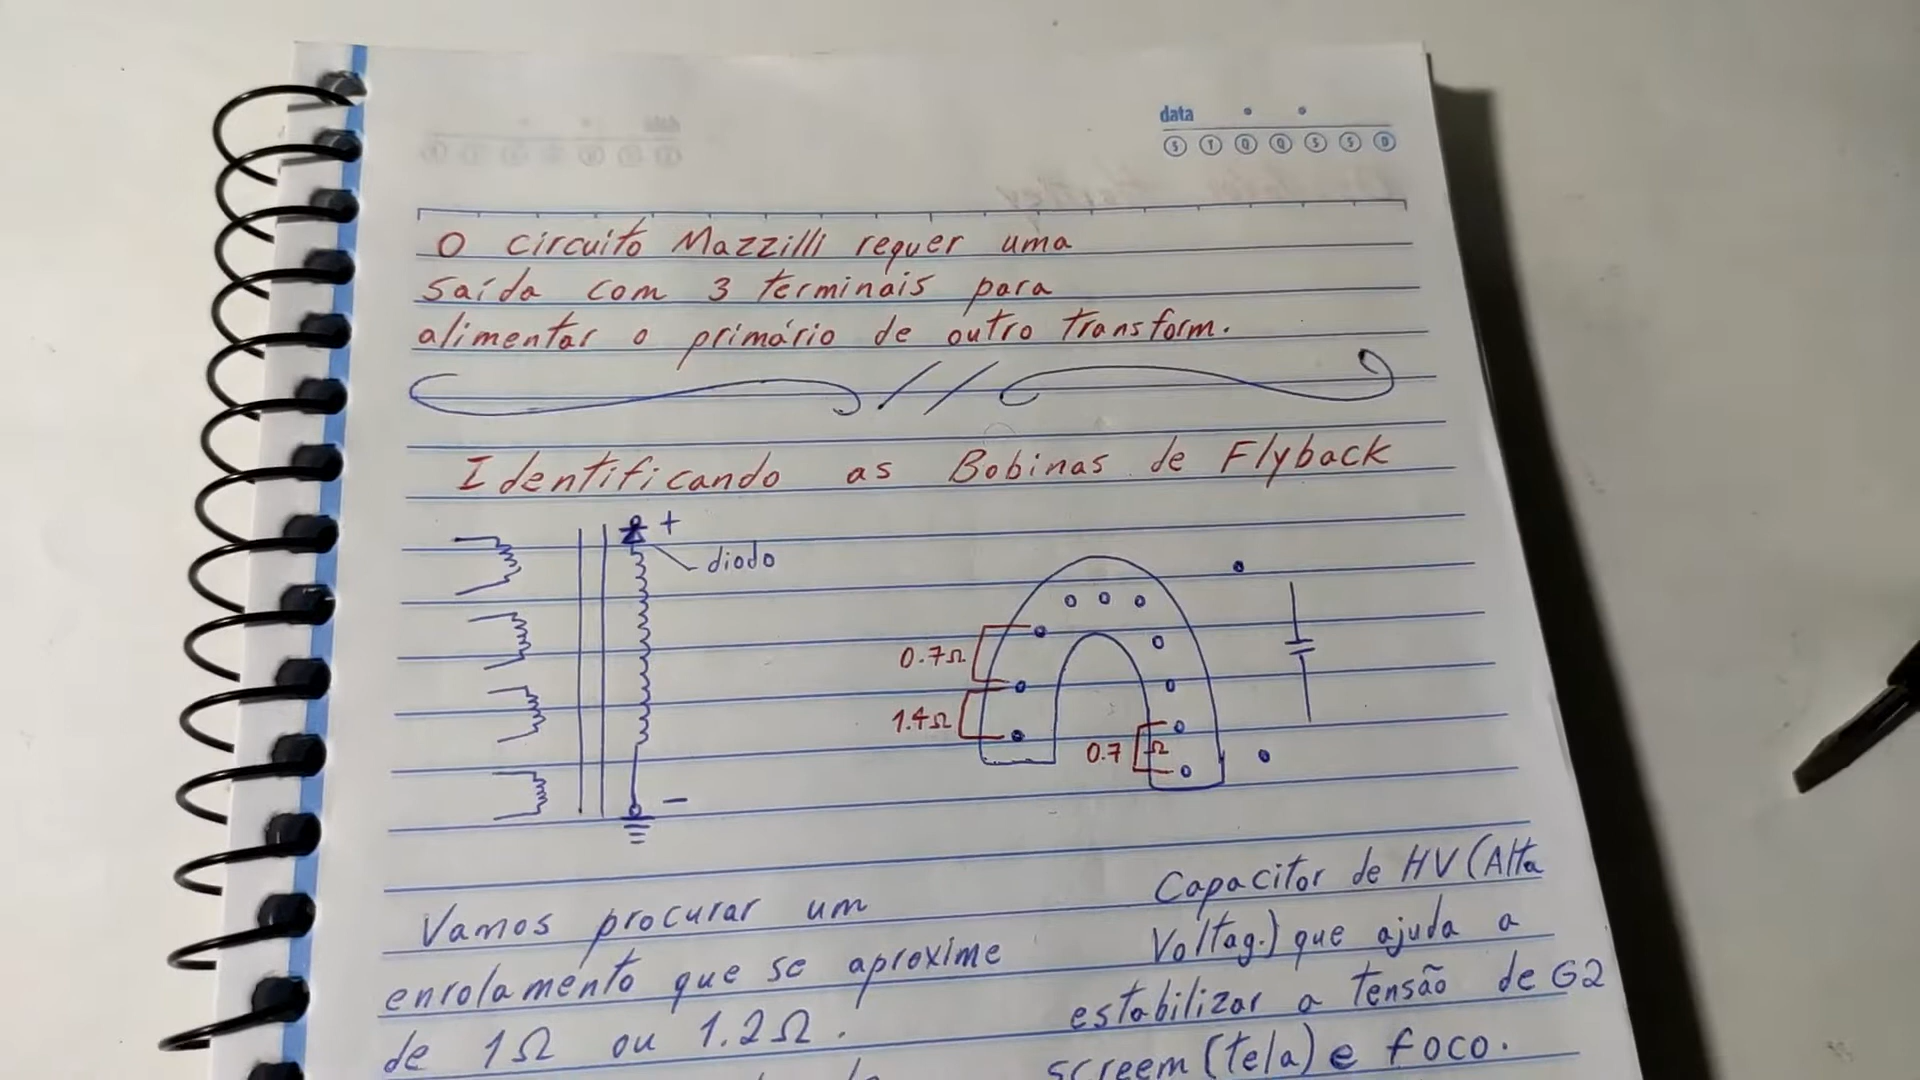 data
S T Q Q S S D
O circuito Mazzilli requer uma
saída com 3 terminais para
alimentar o primário de outro transform.
Identificando as Bobinas de Flyback
+
diodo
0.7Ω
1.4Ω
0.7 Ω
-
Vamos procurar um
enrolamento que se aproxime
de 1Ω ou 1.2Ω.
Capacitor de HV (Alta
Voltag.) que ajuda a
estabilizar a tensão de G2
screem (tela) e foco.